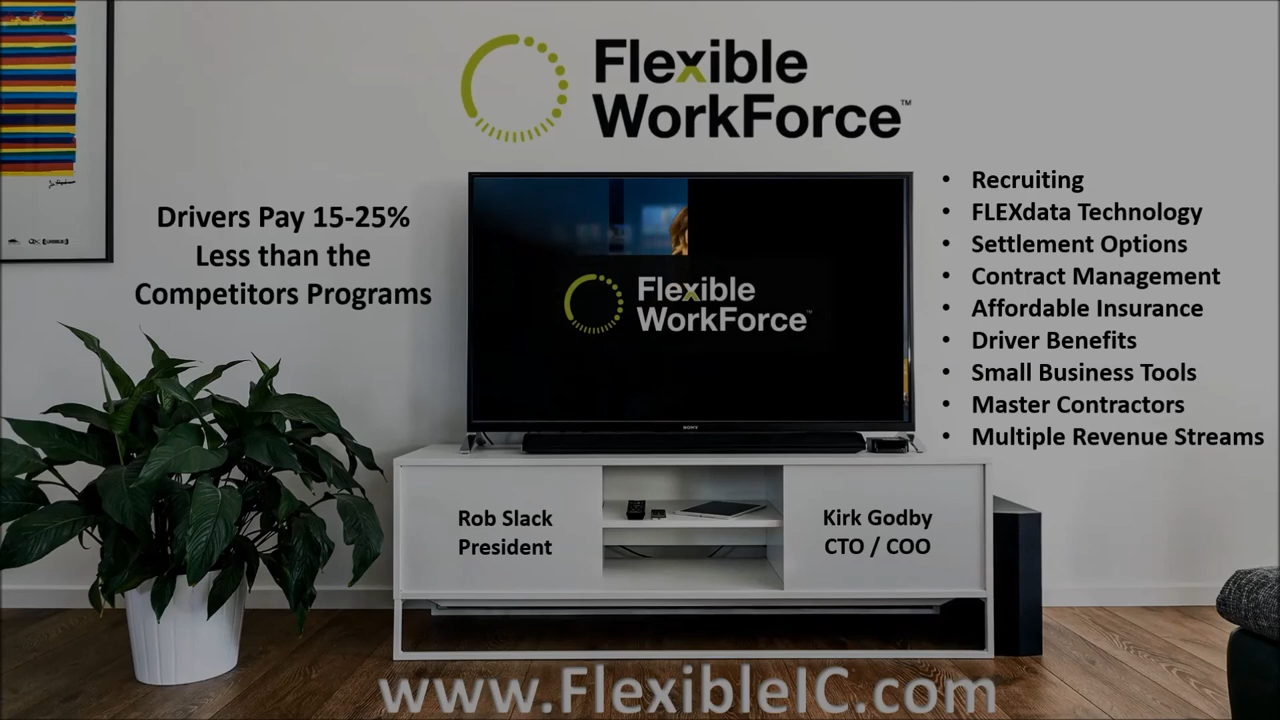 Flexible
WorkForce™
Drivers Pay 15-25%
Less than the
Competitors Programs
Flexible
WorkForce
• Recruiting
• FLEXdata Technology
• Settlement Options
• Contract Management
• Affordable Insurance
• Driver Benefits
• Small Business Tools
• Master Contractors
• Multiple Revenue Streams
SONY
Rob Slack
President
Kirk Godby
CTO / COO
www.FlexibleIC.com